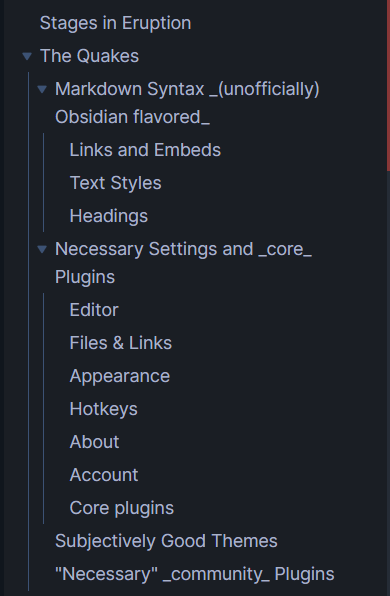 Stages in Eruption
The Quakes
Markdown Syntax _(unofficially)
Obsidian flavored_
Links and Embeds
Text Styles
Headings
Necessary Settings and _core_
Plugins
Editor
Files & Links
Appearance
Hotkeys
About
Account
Core plugins
Subjectively Good Themes
"Necessary" _community_ Plugins